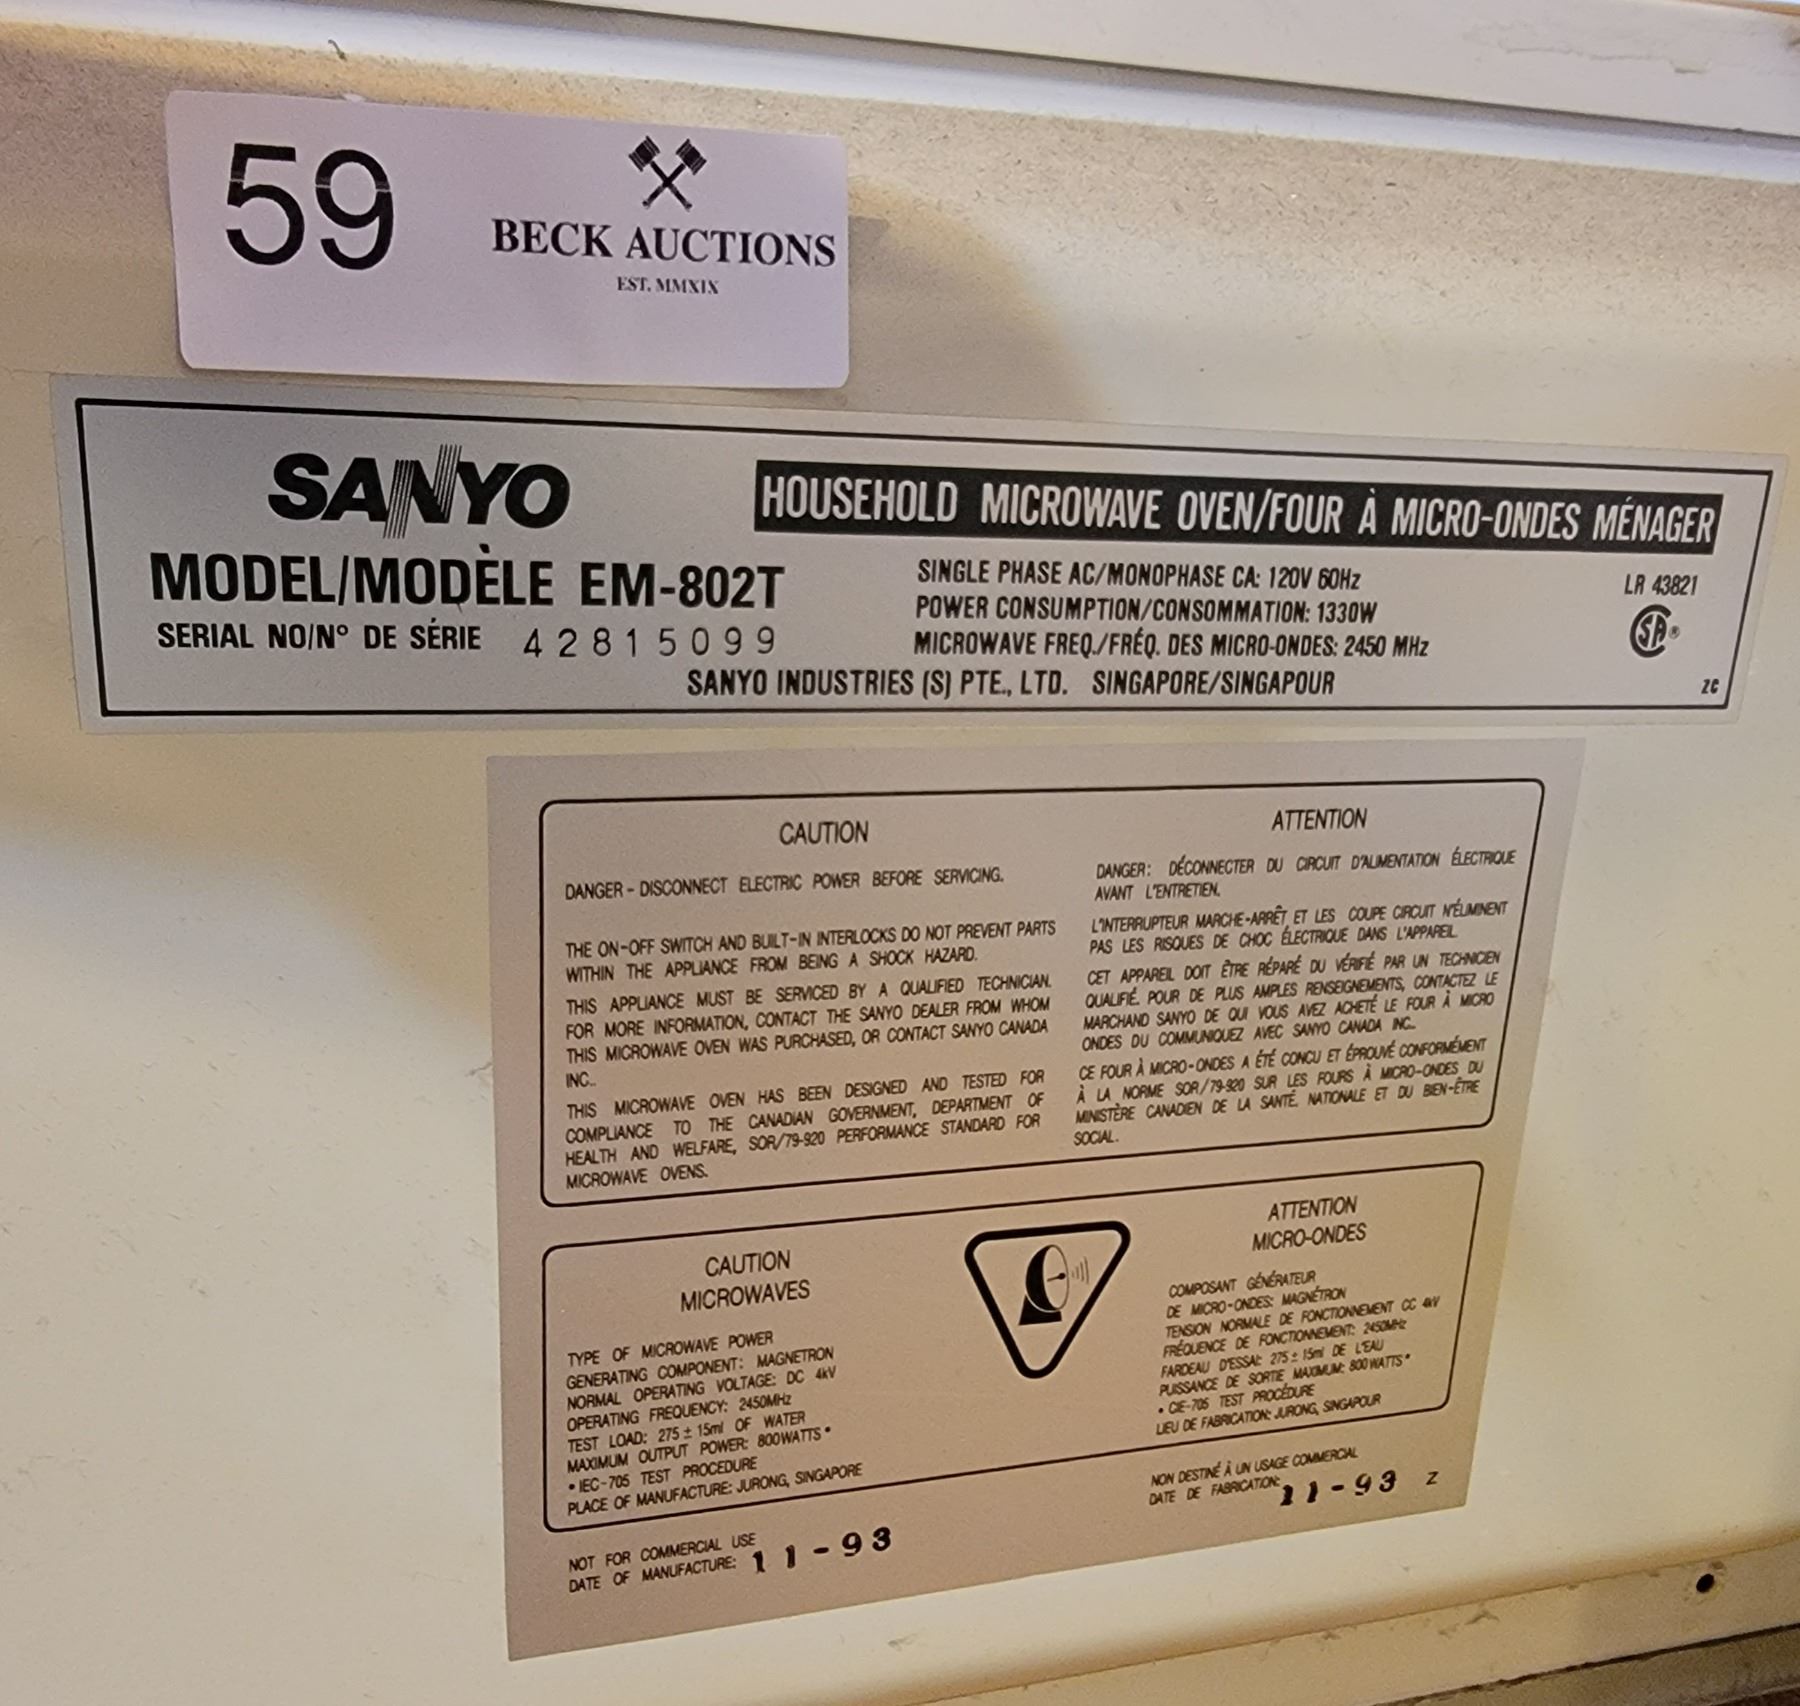 59
BECK AUCTIONS
EST. MMXIX
SANYO
HOUSEHOLD MICROWAVE OVEN/FOUR À MICRO-ONDES MÉNAGER
MODEL/MODÈLE EM-802T
SERIAL NO/N° DE SÉRIE 42815099
SINGLE PHASE AC/MONOPHASE CA: 120V 60Hz
POWER CONSUMPTION/CONSOMMATION: 1330W
MICROWAVE FREQ./FRÉQ. DES MICRO-ONDES: 2450 MHz
LR 43821
SA®
SANYO INDUSTRIES (S) PTE., LTD. SINGAPORE/SINGAPOUR
ZC
CAUTION
DANGER - DISCONNECT ELECTRIC POWER BEFORE SERVICING.
THE ON-OFF SWITCH AND BUILT-IN INTERLOCKS DO NOT PREVENT PARTS
WITHIN THE APPLIANCE FROM BEING A SHOCK HAZARD.
THIS APPLIANCE MUST BE SERVICED BY A QUALIFIED TECHNICIAN.
FOR MORE INFORMATION, CONTACT THE SANYO DEALER FROM WHOM
THIS MICROWAVE OVEN WAS PURCHASED, OR CONTACT SANYO CANADA
INC..
THIS MICROWAVE OVEN HAS BEEN DESIGNED AND TESTED FOR
COMPLIANCE TO THE CANADIAN GOVERNMENT, DEPARTMENT OF
HEALTH AND WELFARE, SOR/79-920 PERFORMANCE STANDARD FOR
MICROWAVE OVENS.
ATTENTION
DANGER: DÉCONNECTER DU CIRCUIT D'ALIMENTATION ÉLECTRIQUE
AVANT L'ENTRETIEN.
L'INTERRUPTEUR MARCHE-ARRÊT ET LES COUPE CIRCUIT N'ÉLIMINENT
PAS LES RISQUES DE CHOC ÉLECTRIQUE DANS L'APPAREIL.
CET APPAREIL DOIT ÊTRE RÉPARÉ DU VÉRIFIÉ PAR UN TECHNICIEN
QUALIFIÉ. POUR DE PLUS AMPLES RENSEIGNEMENTS, CONTACTEZ LE
MARCHAND SANYO DE QUI VOUS AVEZ ACHETÉ LE FOUR À MICRO
ONDES DU COMMUNIQUEZ AVEC SANYO CANADA INC..
CE FOUR À MICRO-ONDES A ÉTÉ CONCU ET ÉPROUVÉ CONFORMÉMENT
À LA NORME SOR/79-920 SUR LES FOURS À MICRO-ONDES DU
MINISTÈRE CANADIEN DE LA SANTÉ, NATIONALE ET DU BIEN-ÊTRE
SOCIAL.
CAUTION
MICROWAVES
TYPE OF MICROWAVE POWER
GENERATING COMPONENT: MAGNETRON
NORMAL OPERATING VOLTAGE: DC 4kV
OPERATING FREQUENCY: 2450MHz
TEST LOAD: 275 ± 15ml OF WATER
MAXIMUM OUTPUT POWER: 800WATTS •
• IEC-705 TEST PROCEDURE
PLACE OF MANUFACTURE: JURONG, SINGAPORE
ATTENTION
MICRO-ONDES
COMPOSANT GÉNÉRATEUR
DE MICRO-ONDES: MAGNÉTRON
TENSION NORMALE DE FONCTIONNEMENT CC 4kV
FRÉQUENCE DE FONCTIONNEMENT: 2450MHz
FARDEAU D'ESSAI: 275 ± 15ml DE L'EAU
PUISSANCE DE SORTIE MAXIMUM: 800WATTS •
• CIE-705 TEST PROCÉDURE
LIEU DE FABRICATION: JURONG, SINGAPOUR
NOT FOR COMMERCIAL USE
DATE OF MANUFACTURE: 11-93
NON DESTINÉ À UN USAGE COMMERCIAL
DATE DE FABRICATION: 11-93 Z